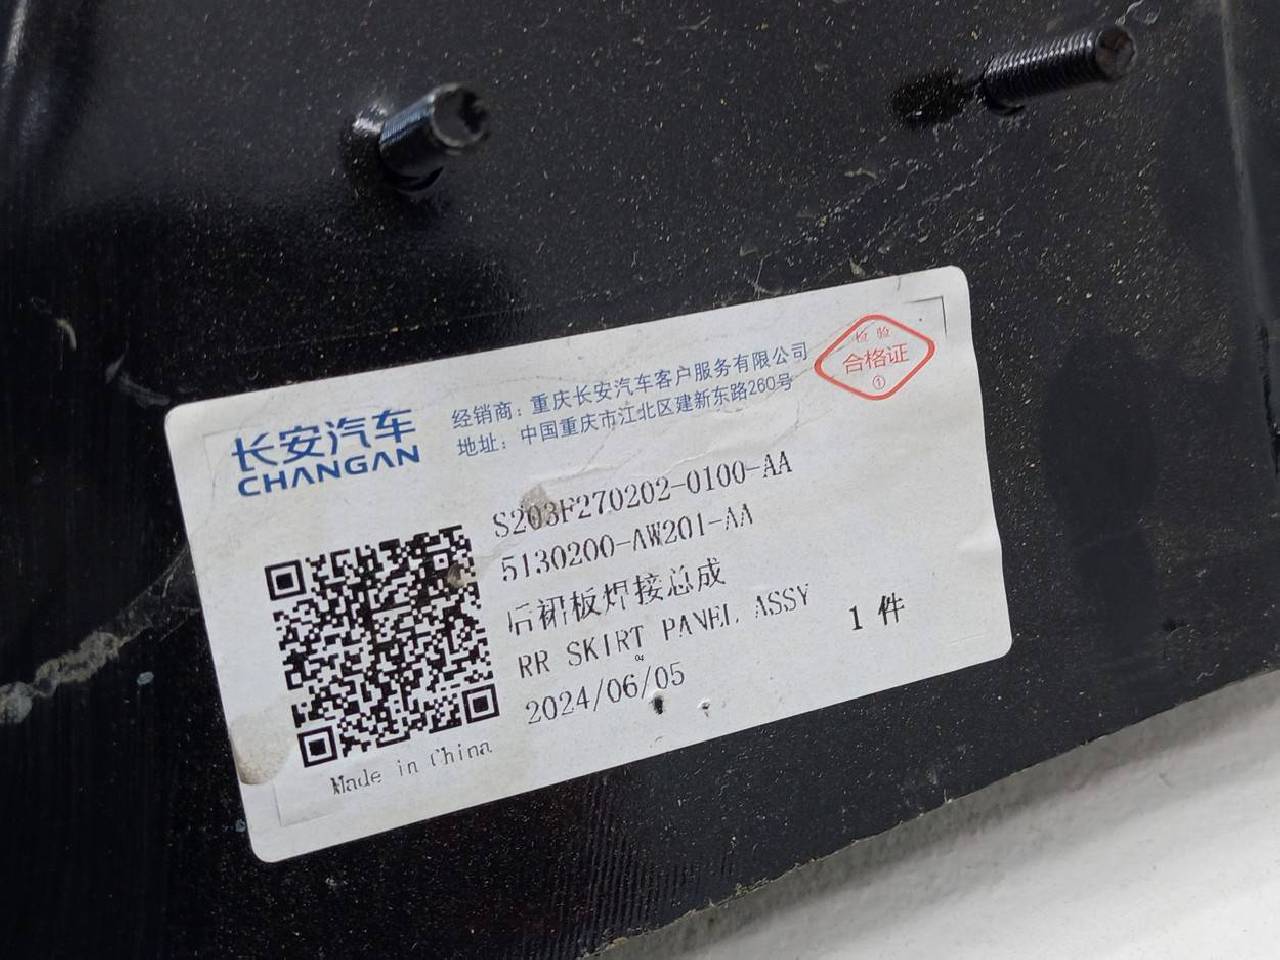 长安汽车
CHANGAN
经销商：重庆长安汽车客户服务有限公司
地址：中国重庆市江北区建新东路260号
检验
合格证
①
S203F270202-0100-AA
5130200-AW201-AA
后裙板焊接总成
RR SKIRT PANEL ASSY
1 件
2024/06/05
Made in China